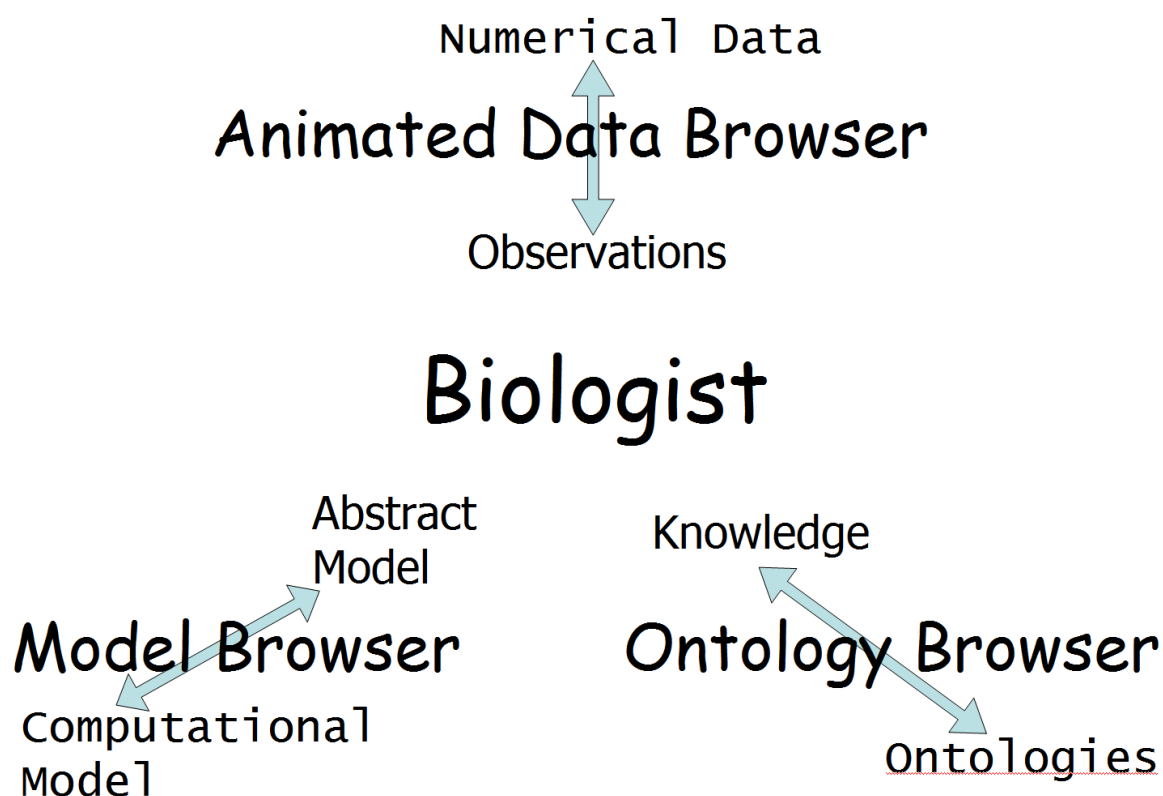 Numerical Data
Animated Data Browser
Observations
Biologist
Abstract
Model
Knowledge
Model Browser
Ontology Browser
Computational
Model
Ontologies